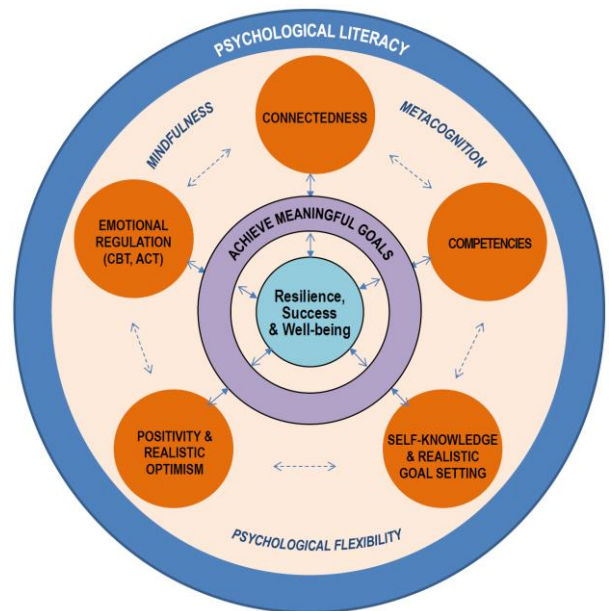 PSYCHOLOGICAL LITERACY
MINDFULNESS
METACOGNITION
CONNECTEDNESS
EMOTIONAL
REGULATION
(CBT, ACT)
COMPETENCIES
ACHIEVE MEANINGFUL GOALS
Resilience,
Success
& Well-being
POSITIVITY &
REALISTIC
OPTIMISM
SELF-KNOWLEDGE
& REALISTIC
GOAL SETTING
PSYCHOLOGICAL FLEXIBILITY